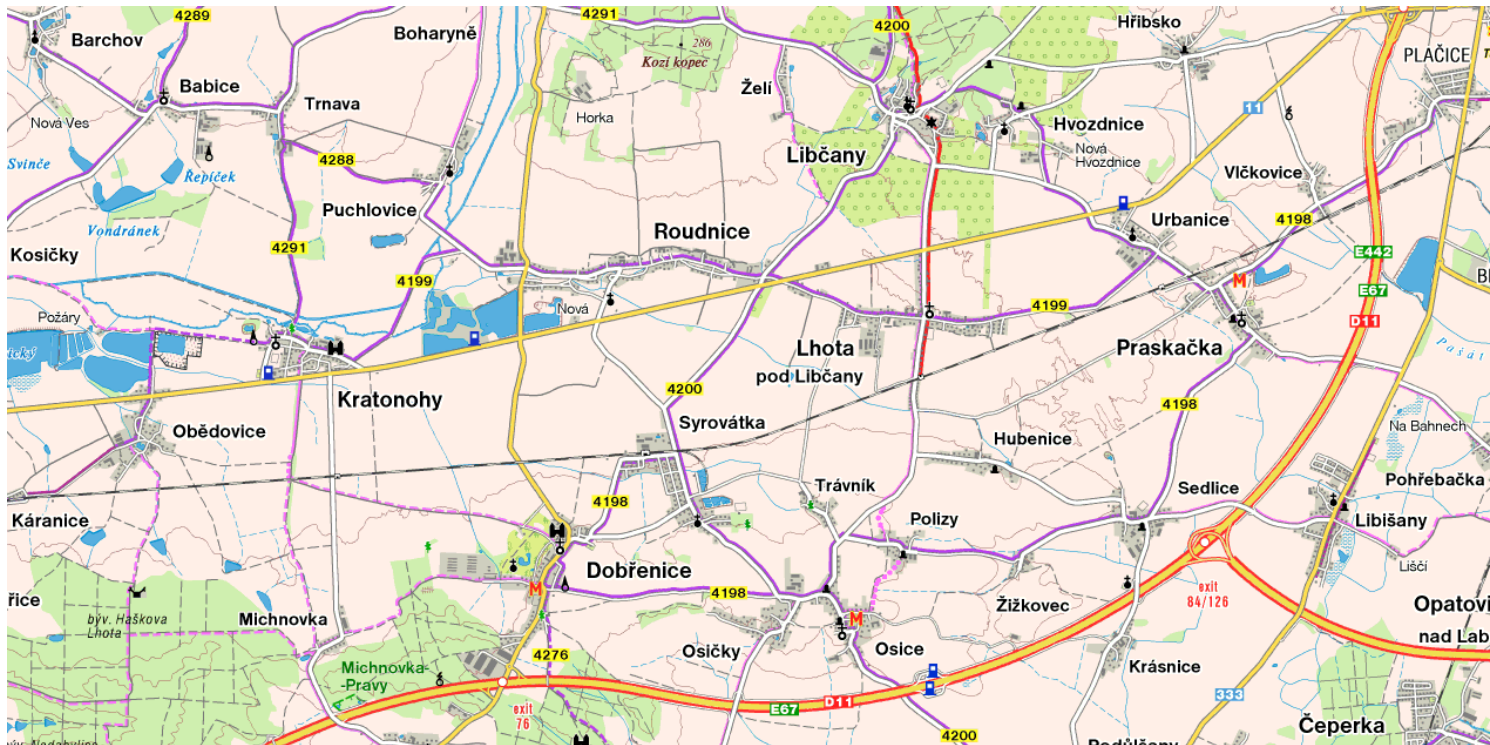 4289
4291
4200
Hřibsko
Barchov
Boharyně
286
Kozí kopec
PLAČICE
Babice
Trnava
Želí
11
Nová Ves
Horka
Hvozdnice
Libčany
Nová
Hvozdnice
Svinče
4288
Řepíček
Vlčkovice
Puchlovice
Urbanice
4198
Vondránek
Roudnice
4291
Kosičky
E442
4199
M
E67
Nová
4199
Požáry
D11
Lhota
pod Libčany
Praskačka
Pašál
4200
Kratonohy
4198
Syrovátka
Obědovice
Hubenice
Na Bahnech
Trávník
Sedlice
Pohřebačka
4198
Káranice
Polizy
Libišany
Dobřenice
Liščí
M
4198
exit
84/126
Žižkovec
Opatovi
nad Lab
býv. Haškova
Lhota
Michnovka
M
Osičky
Osice
4276
Krásnice
Michnovka-
-Pravy
333
D11
E67
exit
76
Čeperka
4200